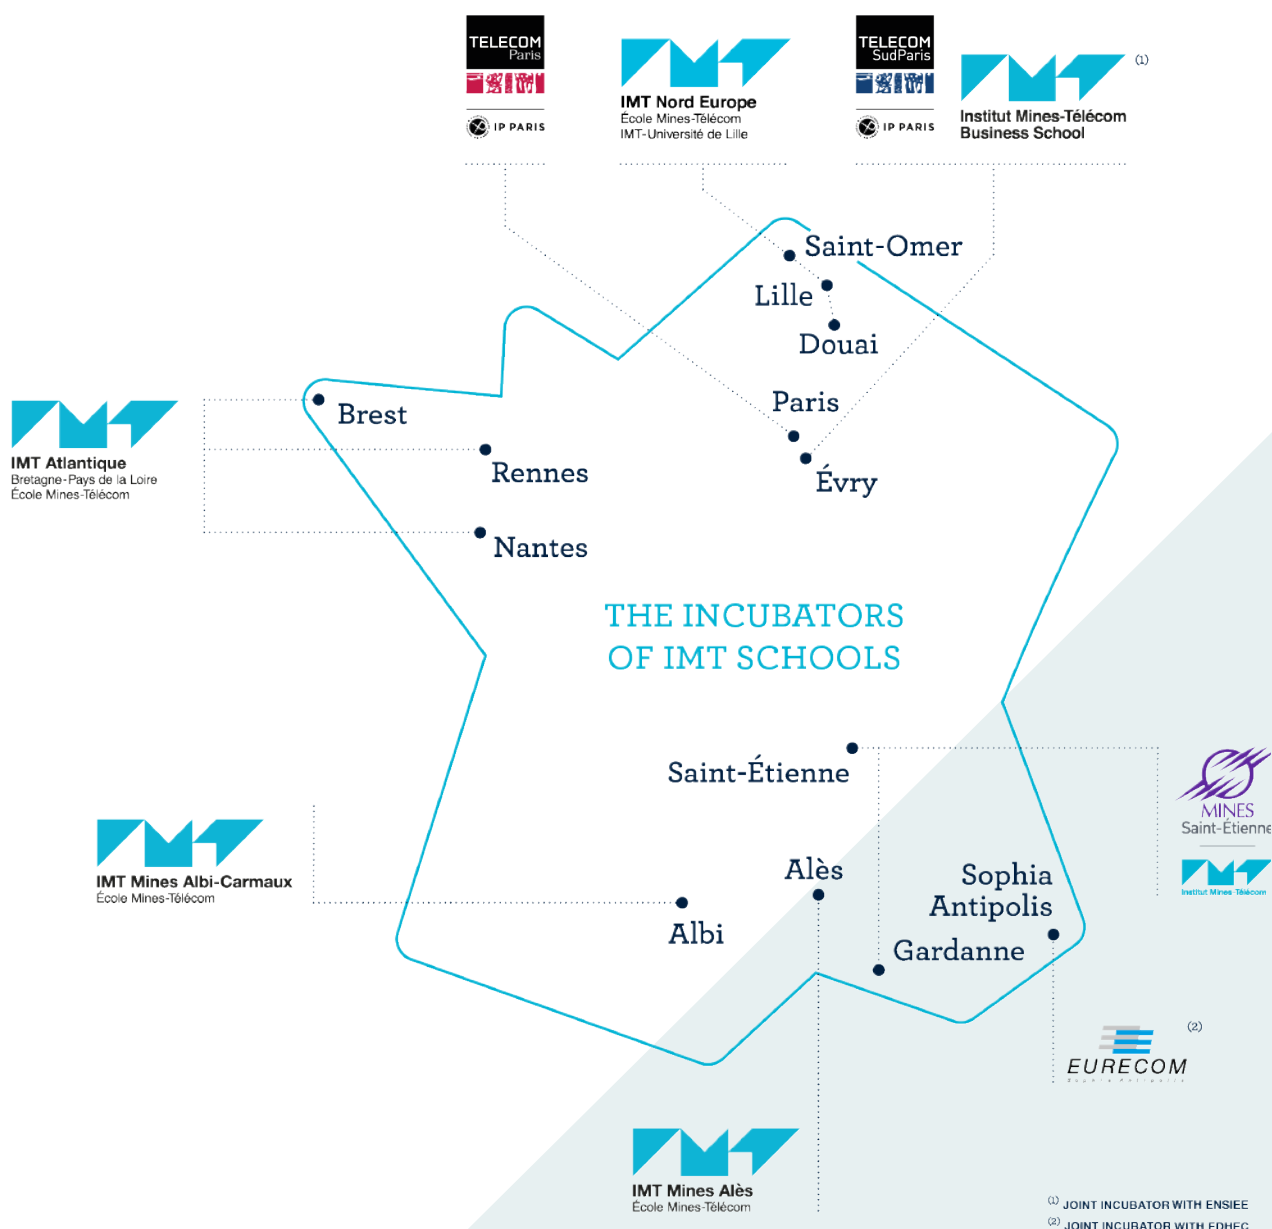 TELECOM
Paris
IP PARIS
IMT Nord Europe
École Mines-Télécom
IMT-Université de Lille
TELECOM
SudParis
IP PARIS
(1)
Institut Mines-Télécom
Business School
Saint-Omer
Lille
Douai
Paris
Évry
Brest
Rennes
Nantes
IMT Atlantique
Bretagne-Pays de la Loire
École Mines-Télécom
THE INCUBATORS
OF IMT SCHOOLS
Saint-Étienne
MINES
Saint-Étienne
Institut Mines-Télécom
IMT Mines Albi-Carmaux
École Mines-Télécom
Alès
Albi
Sophia
Antipolis
Gardanne
(2)
EURECOM
Sophia Antipolis
IMT Mines Alès
École Mines-Télécom
(1) JOINT INCUBATOR WITH ENSIEE
(2) JOINT INCUBATOR WITH EDHEC